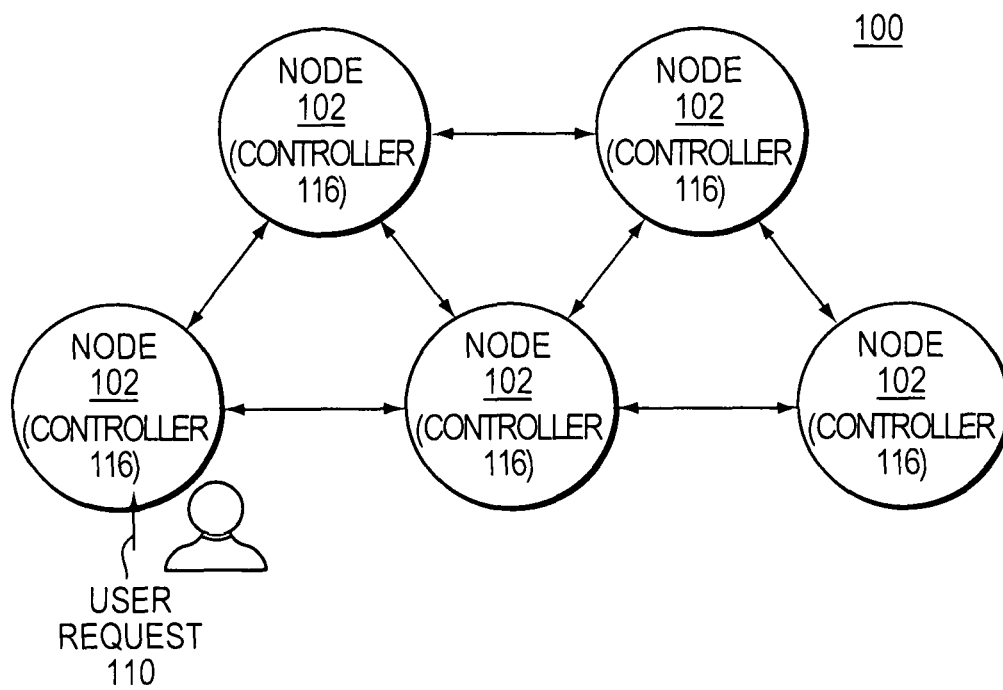 100
NODE
102
(CONTROLLER
116)
NODE
102
(CONTROLLER
116)
NODE
102
(CONTROLLER
116)
NODE
102
(CONTROLLER
116)
NODE
102
(CONTROLLER
116)
USER
REQUEST
110